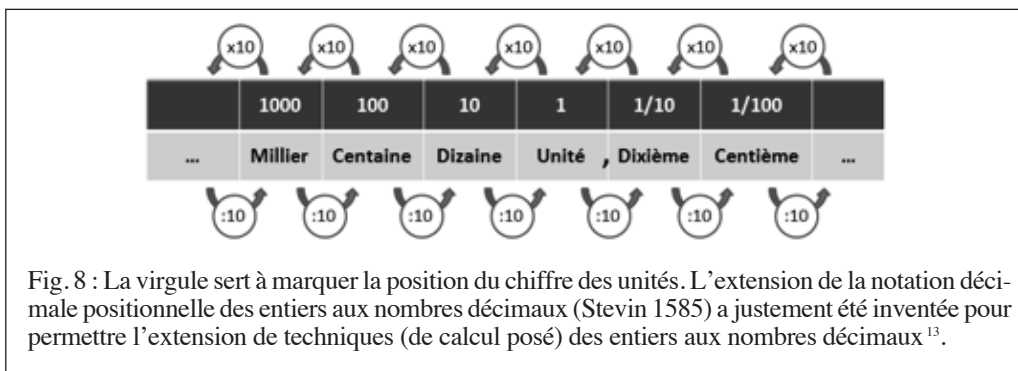 x10 x10 x10 x10 x10 x10 x10
1000 100 10 1 1/10 1/100
... Millier Centaine Dizaine Unité , Dixième Centième ...
:10 :10 :10 :10 :10 :10 :10
Fig. 8 : La virgule sert à marquer la position du chiffre des unités. L'extension de la notation déci-
male positionnelle des entiers aux nombres décimaux (Stevin 1585) a justement été inventée pour
permettre l'extension de techniques (de calcul posé) des entiers aux nombres décimaux 13.